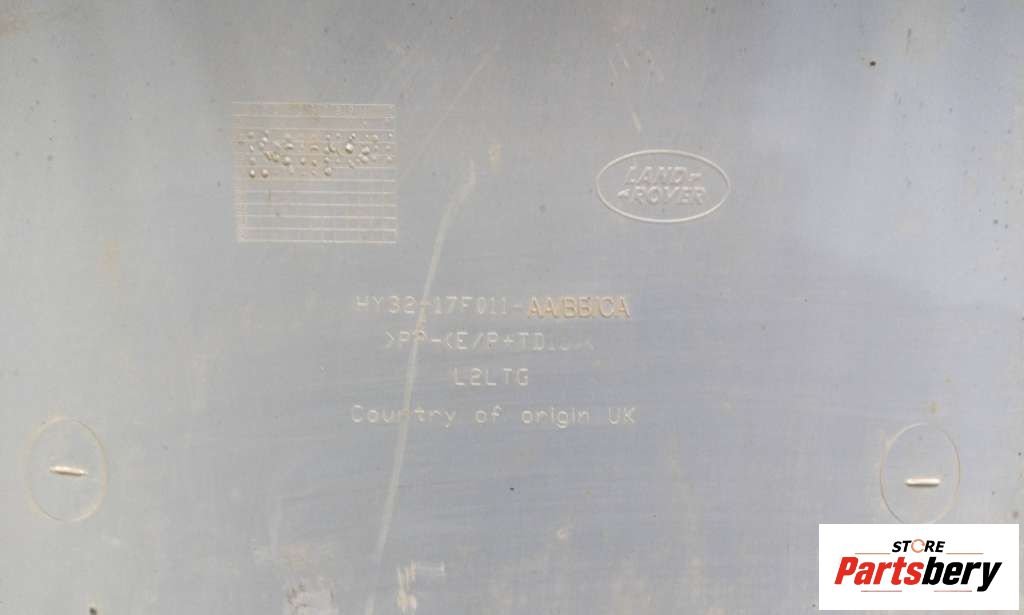 LAND-
ROVER
HY32-17F011-AA/BB/CA
L2LTG
Country of origin UK
STORE
Partsbery